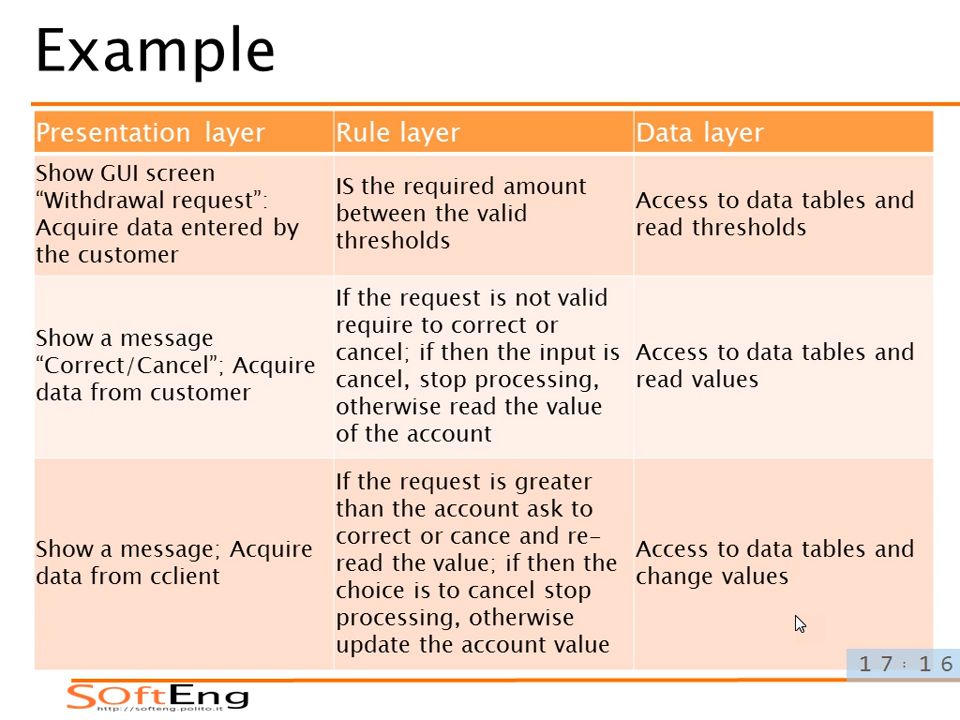 Example
Presentation layer
Rule layer
Data layer
Show GUI screen
“Withdrawal request”:
Acquire data entered by
the customer
IS the required amount
between the valid
thresholds
Access to data tables and
read thresholds
Show a message
“Correct/Cancel”; Acquire
data from customer
If the request is not valid
require to correct or
cancel; if then the input is
cancel, stop processing,
otherwise read the value
of the account
Access to data tables and
read values
Show a message; Acquire
data from cclient
If the request is greater
than the account ask to
correct or cance and re-
read the value; if then the
choice is to cancel stop
processing, otherwise
update the account value
Access to data tables and
change values
17:16
SOftEng
http://softeng.polito.it